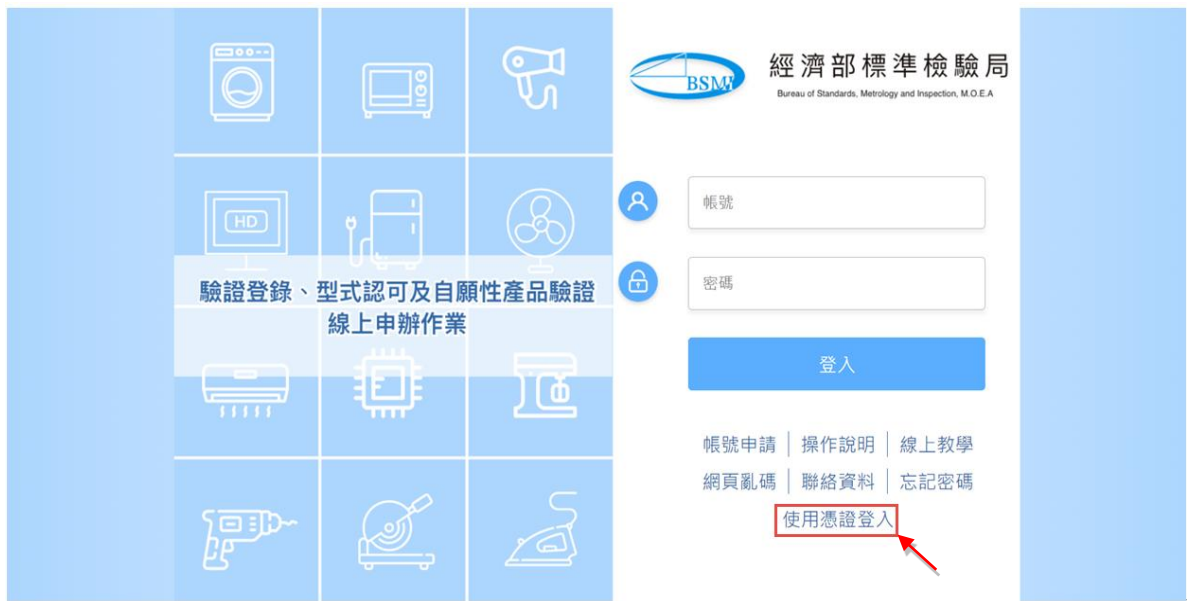 HD
驗證登錄、型式認可及自願性產品驗證
線上申辦作業
BSMI
經濟部標準檢驗局
Bureau of Standards, Metrology and Inspection, M.O.E.A
帳號
密碼
登入
帳號申請 │ 操作說明 │ 線上教學
網頁亂碼 │ 聯絡資料 │ 忘記密碼
使用憑證登入